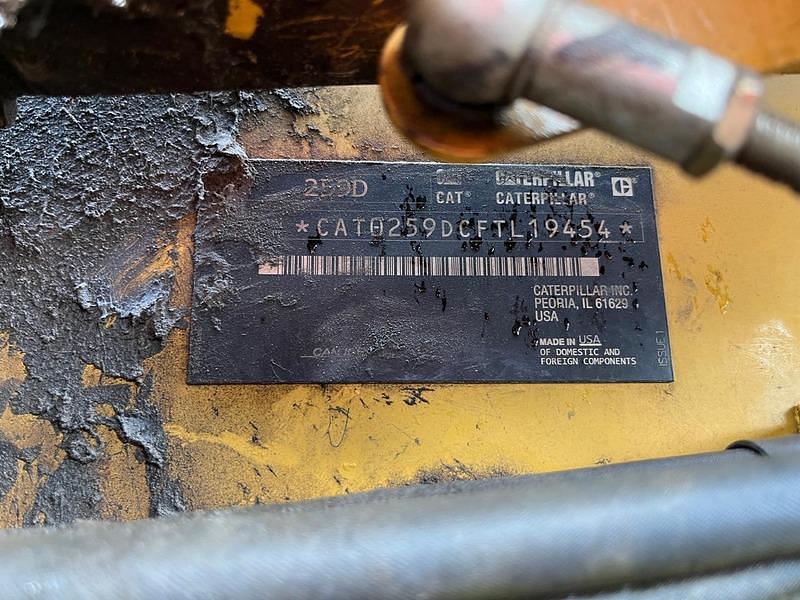 259D
CAT® CATERPILLAR®
CAT® CATERPILLAR®
*CAT0259DCFTL19454*
CATERPILLAR INC.
PEORIA, IL 61629
USA
MADE IN USA
OF DOMESTIC AND
FOREIGN COMPONENTS
ISSUE 1